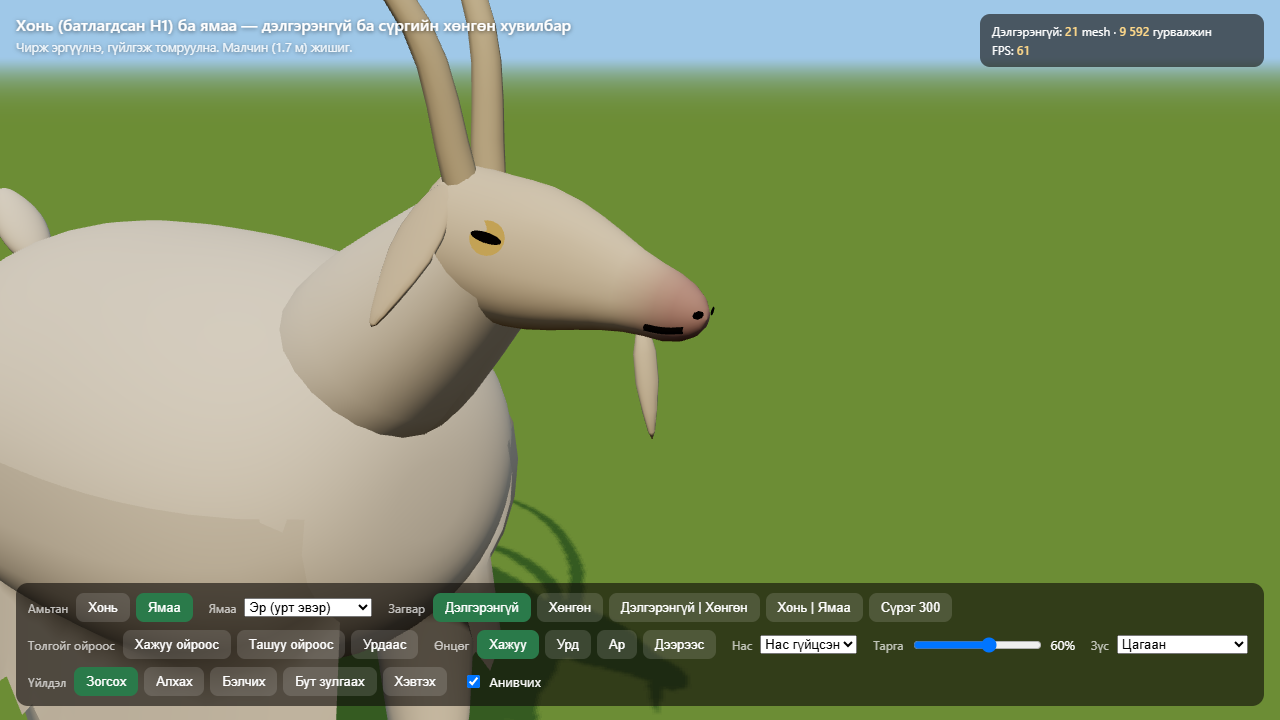 Хонь (батлагдсан H1) ба ямаа — дэлгэрэнгүй ба сүргийн хөнгөн хувилбар
Чирж эргүүлнэ, гүйлгэж томруулна. Малчин (1.7 м) жишиг.
Дэлгэрэнгүй: 21 mesh · 9 592 гурвалжин
FPS: 61
Амьтан Хонь Ямаа Ямаа Эр (урт эвэр) Загвар Дэлгэрэнгүй Хөнгөн Дэлгэрэнгүй | Хөнгөн Хонь | Ямаа Сүрэг 300
Толгойг ойроос Хажуу ойроос Ташуу ойроос Урдаас Өнцөг Хажуу Урд Ар Дээрээс Нас Нас гүйцсэн Тарга 60% Зүс Цагаан
Үйлдэл Зогсох Алхах Бэлчих Бут зулгаах Хэвтэх Анивчих